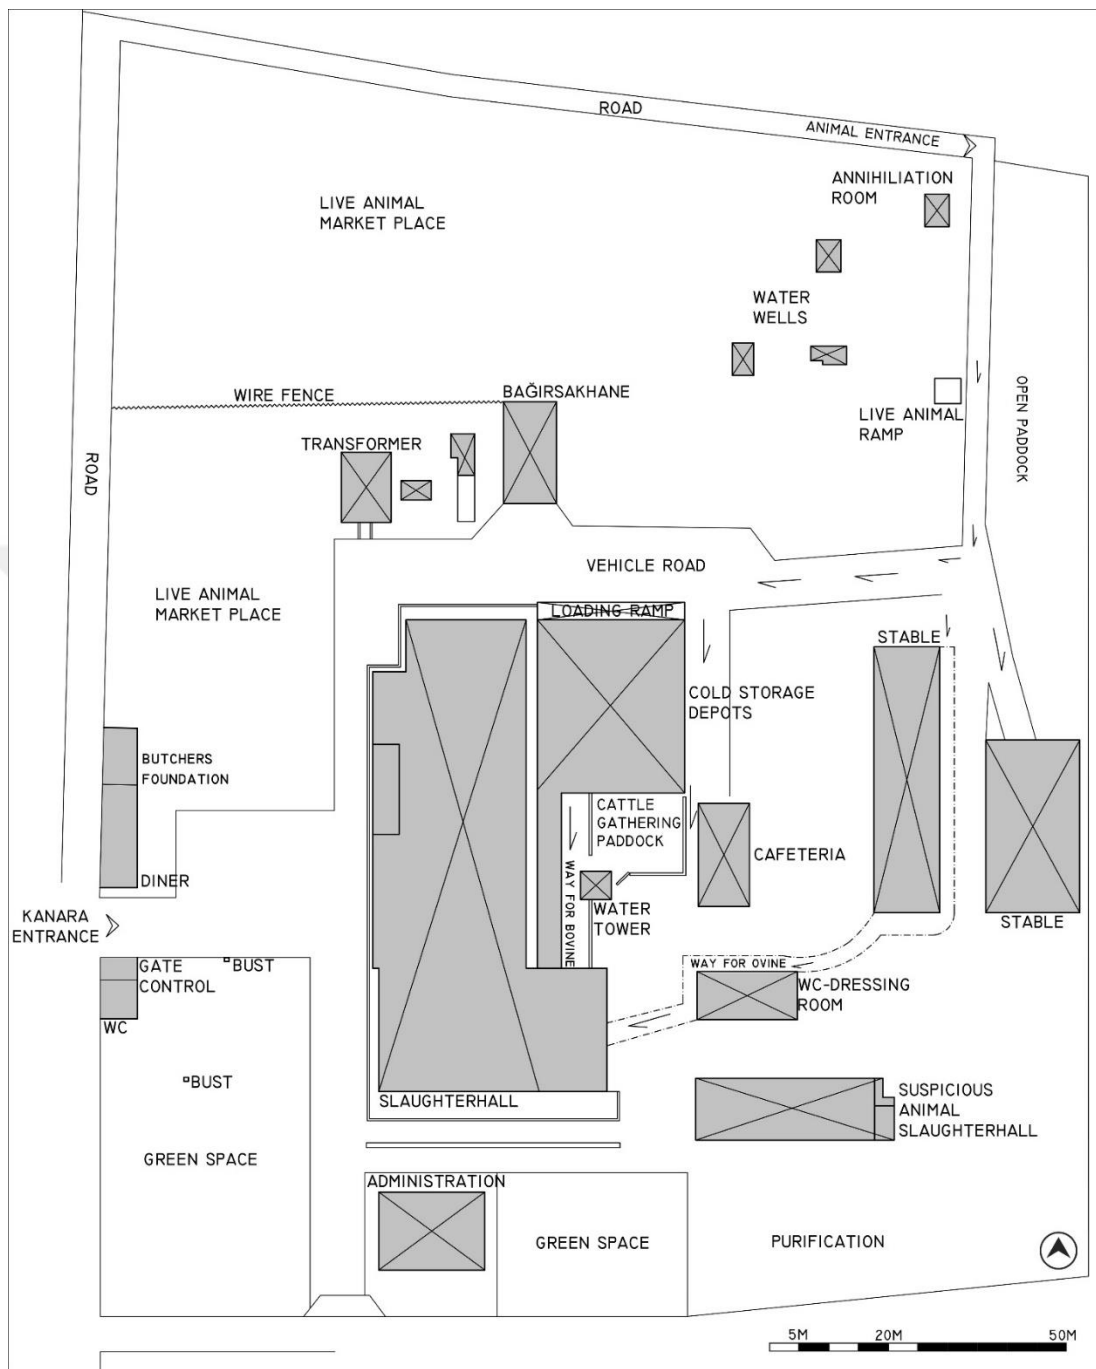 ROAD
ANIMAL ENTRANCE
ANNIHILIATION
ROOM
LIVE ANIMAL
MARKET PLACE
WATER
WELLS
WIRE FENCE
BAĞIRSAKHANE
LIVE ANIMAL
RAMP
OPEN PADDOCK
TRANSFORMER
ROAD
VEHICLE ROAD
LIVE ANIMAL
MARKET PLACE
LOADING RAMP
STABLE
COLD STORAGE
DEPOTS
BUTCHERS
FOUNDATION
CATTLE
GATHERING
PADDOCK
CAFETERIA
WAY FOR BOVINE
DINER
WATER
TOWER
KANARA
ENTRANCE
STABLE
GATE
CONTROL
BUST
WAY FOR OVINE
WC-DRESSING
ROOM
WC
BUST
SLAUGHTERHALL
SUSPICIOUS
ANIMAL
SLAUGHTERHALL
GREEN SPACE
ADMINISTRATION
GREEN SPACE
PURIFICATION
5M
20M
50M